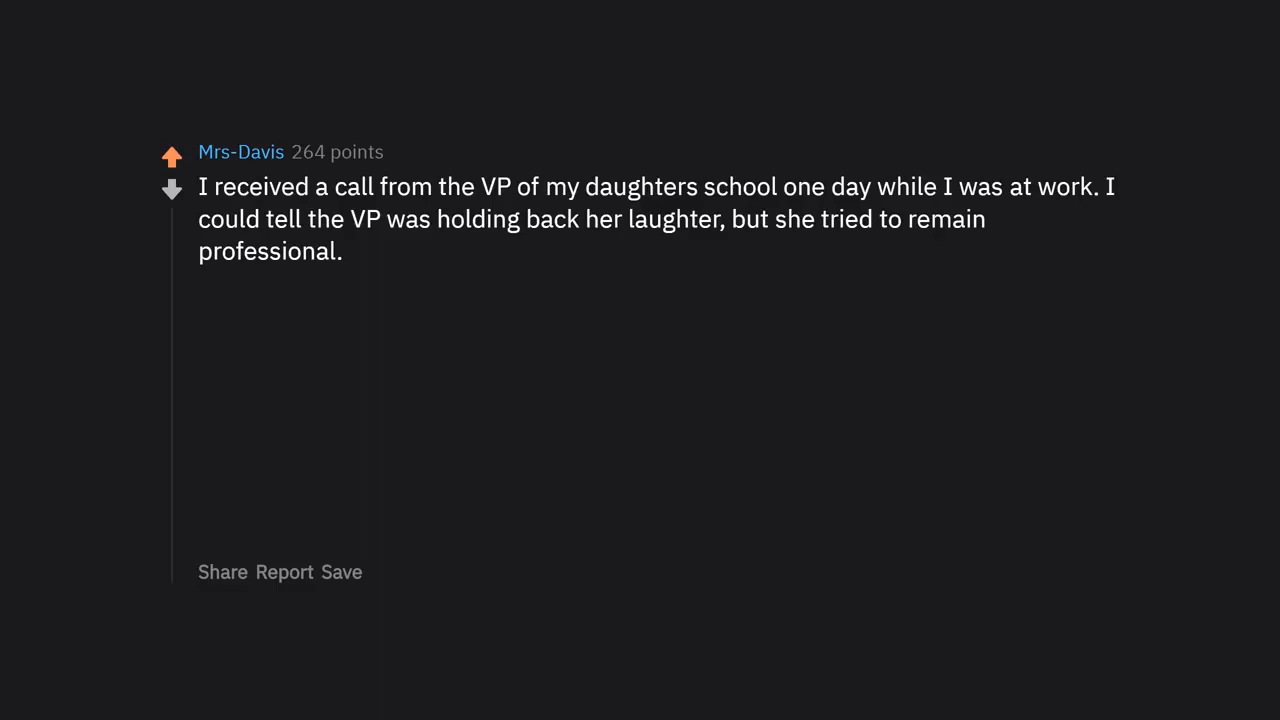 Mrs-Davis 264 points
I received a call from the VP of my daughters school one day while I was at work. I
could tell the VP was holding back her laughter, but she tried to remain
professional.
Share Report Save